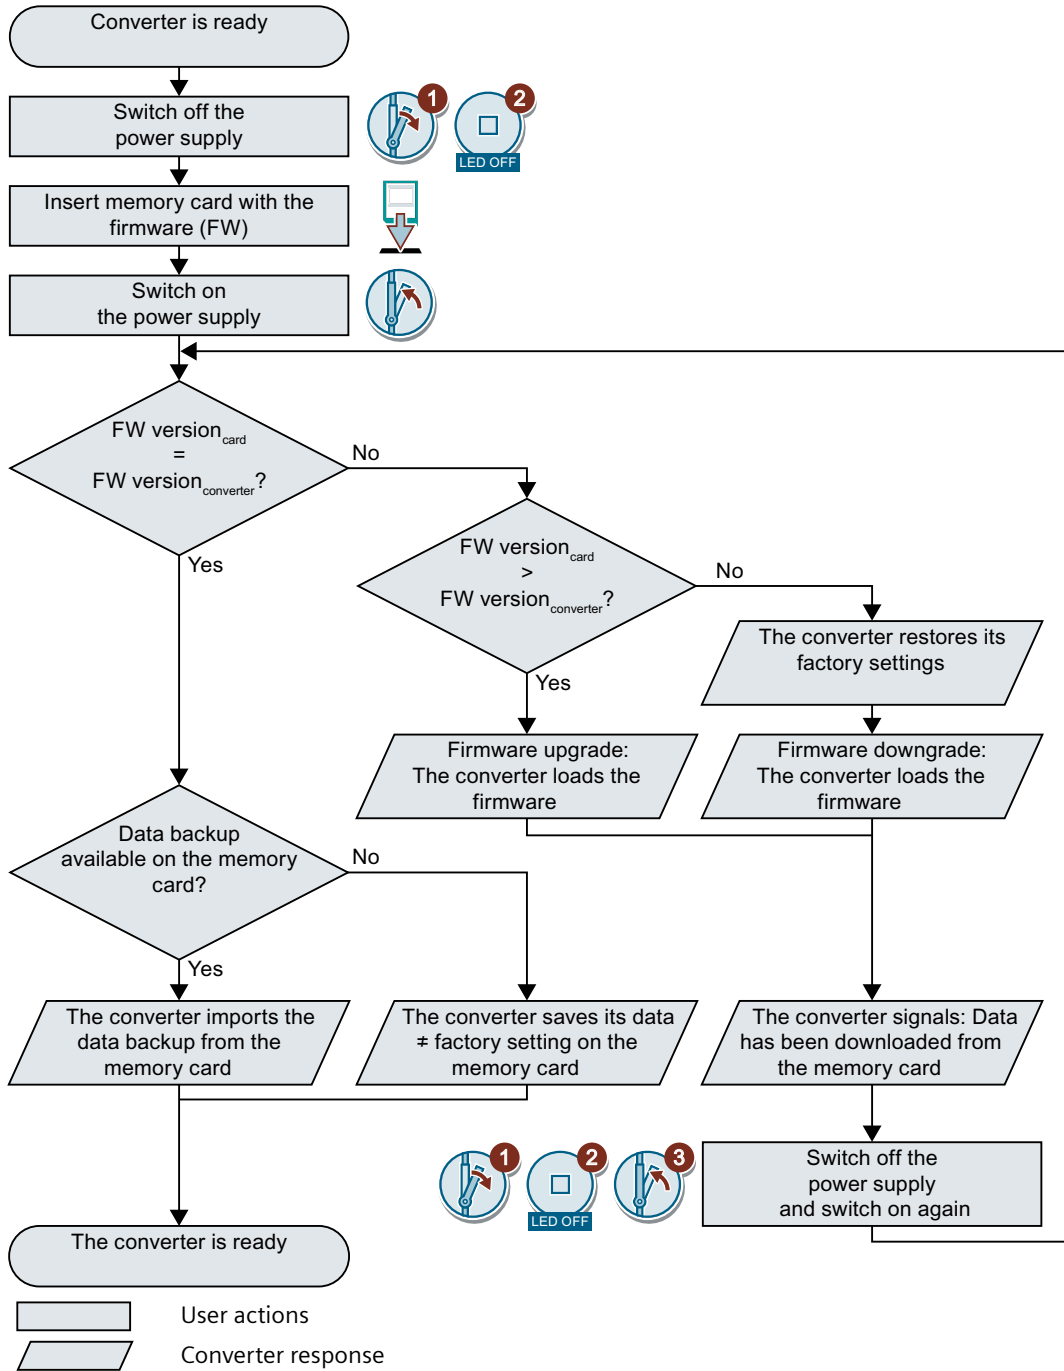 Converter is ready
Switch off the
power supply
1
2
LED OFF
Insert memory card with the
firmware (FW)
Switch on
the power supply
FW version card
=
FW version converter?
No
Yes
FW version card
>
FW version converter?
No
Yes
The converter restores its
factory settings
Firmware upgrade:
The converter loads the
firmware
Firmware downgrade:
The converter loads the
firmware
Data backup
available on the memory
card?
No
Yes
The converter imports the
data backup from the
memory card
The converter saves its data
≠ factory setting on the
memory card
The converter signals: Data
has been downloaded from
the memory card
1
2
3
LED OFF
Switch off the
power supply
and switch on again
The converter is ready
User actions
Converter response